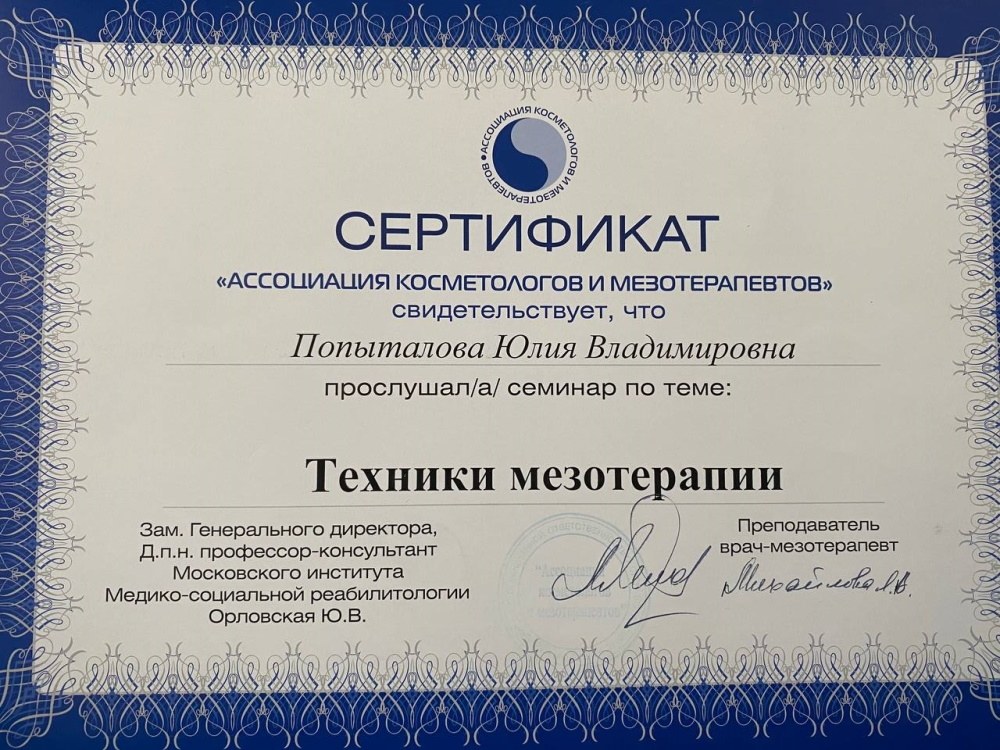 АССОЦИАЦИЯ КОСМЕТОЛОГОВ И МЕЗОТЕРАПЕВТОВ
СЕРТИФИКАТ
«АССОЦИАЦИЯ КОСМЕТОЛОГОВ И МЕЗОТЕРАПЕВТОВ»
свидетельствует, что
Попыталова Юлия Владимировна
прослушал/а/ семинар по теме:
Техники мезотерапии
Зам. Генерального директора,
Д.п.н. профессор-консультант
Московского института
Медико-социальной реабилитологии
Орловская Ю.В.
Преподаватель
врач-мезотерапевт
Михайлова Л.В.